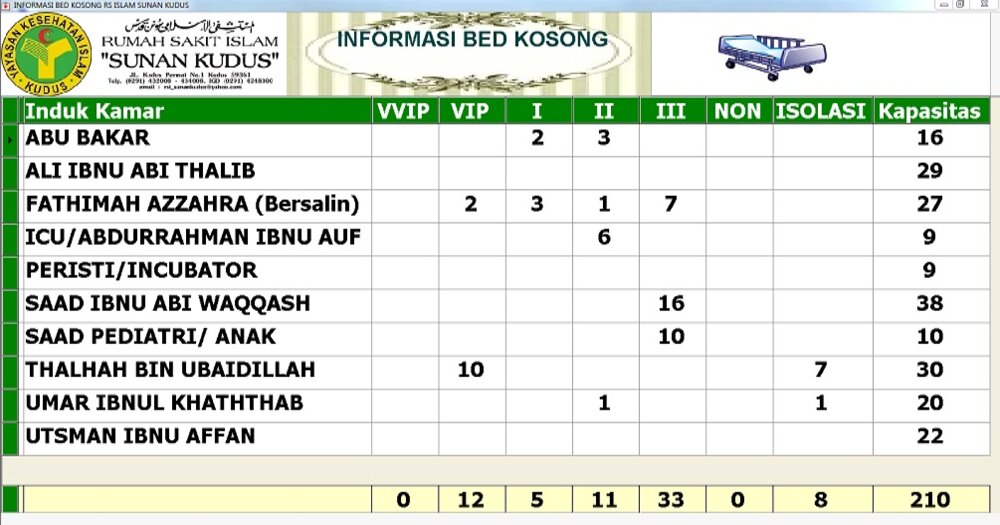 INFORMASI BED KOSONG RS ISLAM SUNAN KUDUS
YAYASAN KESEHATAN ISLAM KUDUS
RUMAH SAKIT ISLAM
"SUNAN KUDUS"
JL. Kudus Permai No.1 Kudus 59361
Telp. (0291) 432008 - 434008, IGD (0291) 4248300
email : rsi_sunankudus@yahoo.com
INFORMASI BED KOSONG
Induk Kamar VVIP VIP I II III NON ISOLASI Kapasitas
ABU BAKAR 2 3 16
ALI IBNU ABI THALIB 29
FATHIMAH AZZAHRA (Bersalin) 2 3 1 7 27
ICU/ABDURRAHMAN IBNU AUF 6 9
PERISTI/INCUBATOR 9
SAAD IBNU ABI WAQQASH 16 38
SAAD PEDIATRI/ ANAK 10 10
THALHAH BIN UBAIDILLAH 10 7 30
UMAR IBNUL KHATHTHAB 1 1 20
UTSMAN IBNU AFFAN 22
0 12 5 11 33 0 8 210